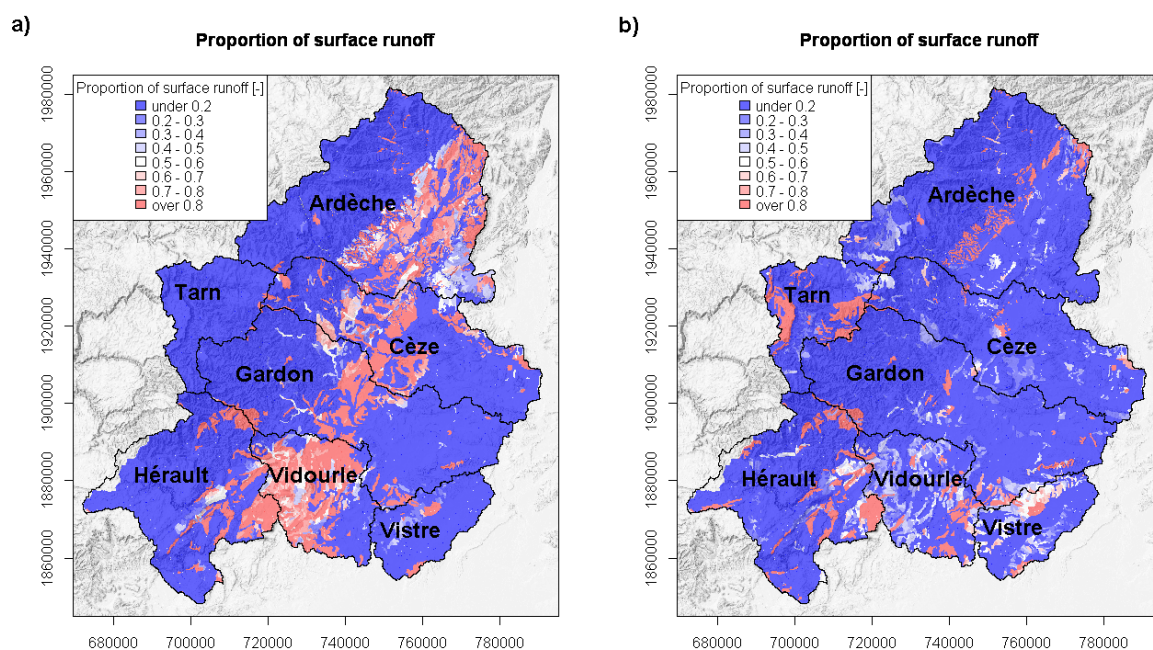 a)
Proportion of surface runoff
Proportion of surface runoff [-]
under 0.2
0.2 - 0.3
0.3 - 0.4
0.4 - 0.5
0.5 - 0.6
0.6 - 0.7
0.7 - 0.8
over 0.8
1980000
1960000
1940000
1920000
1900000
1880000
1860000
Ardèche
Tarn
Cèze
Gardon
Hérault
Vidourle
Vistre
680000
700000
720000
740000
760000
780000
b)
Proportion of surface runoff
Proportion of surface runoff [-]
under 0.2
0.2 - 0.3
0.3 - 0.4
0.4 - 0.5
0.5 - 0.6
0.6 - 0.7
0.7 - 0.8
over 0.8
1980000
1960000
1940000
1920000
1900000
1880000
1860000
Ardèche
Tarn
Cèze
Gardon
Hérault
Vidourle
Vistre
680000
700000
720000
740000
760000
780000